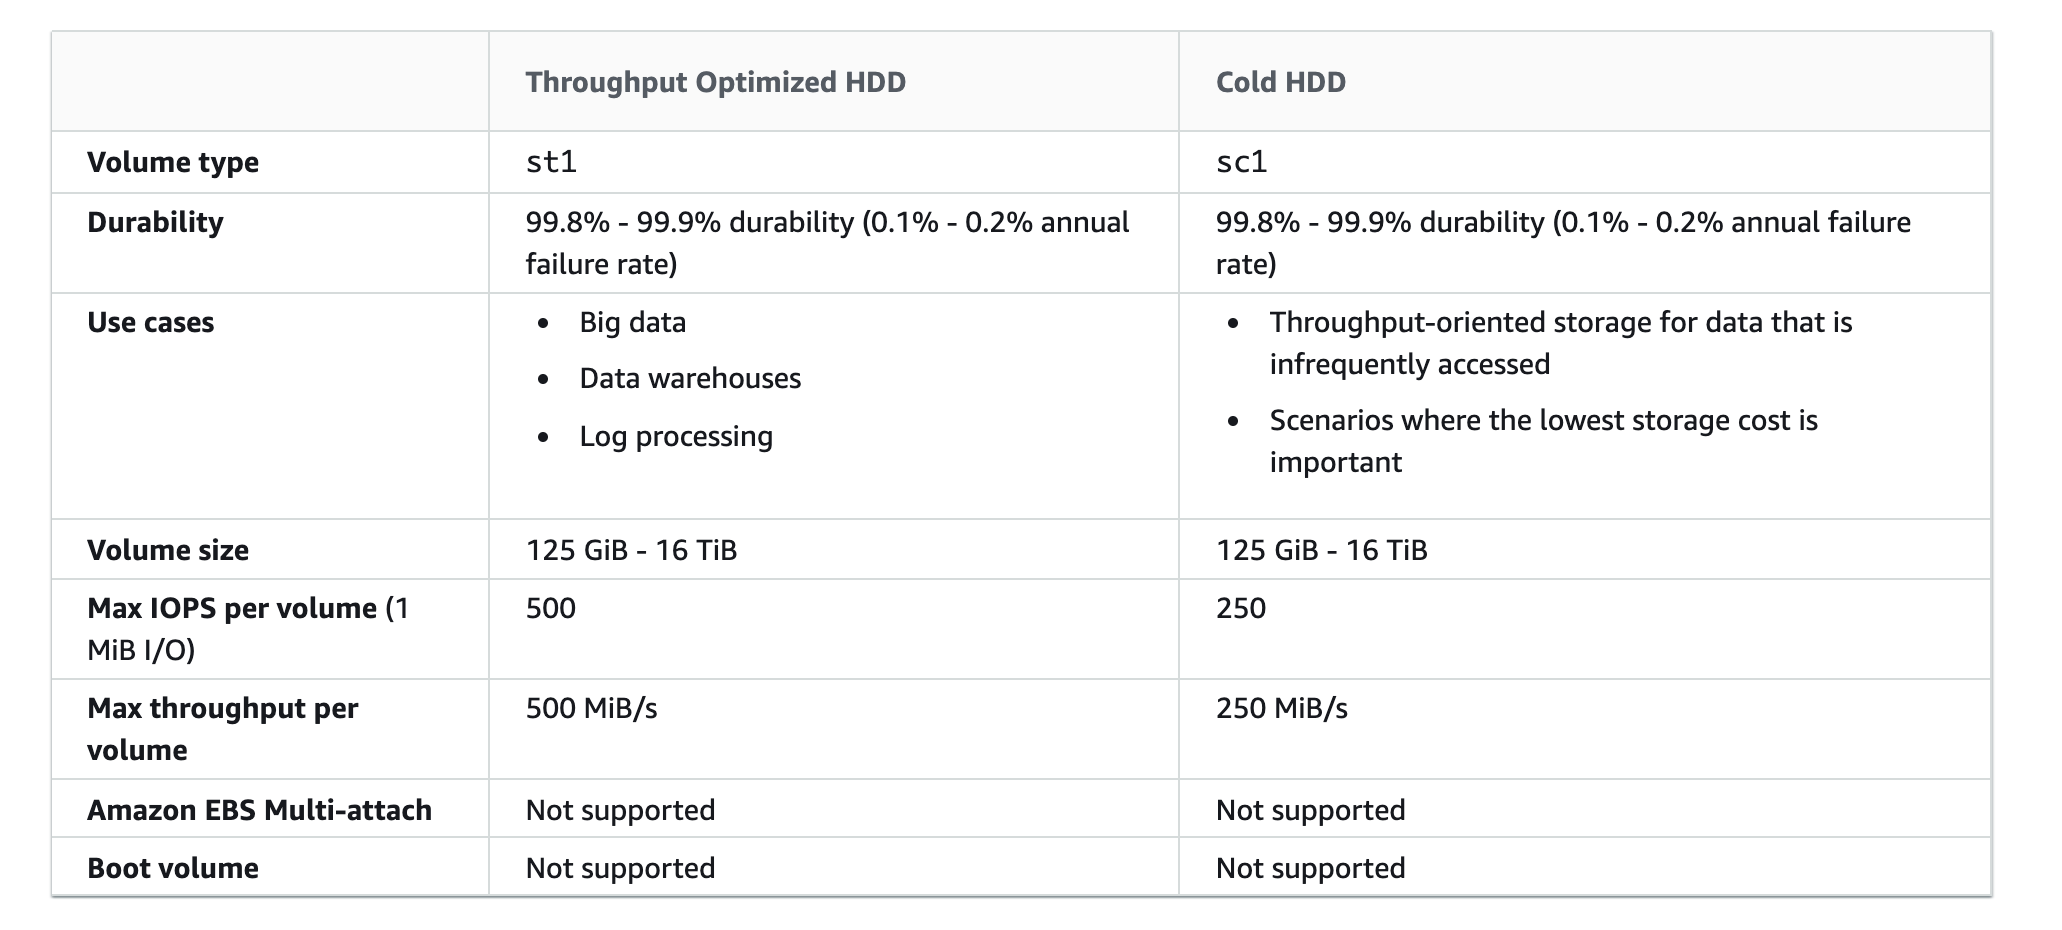 Throughput Optimized HDD
Cold HDD
Volume type
st1
sc1
Durability
99.8% - 99.9% durability (0.1% - 0.2% annual
failure rate)
99.8% - 99.9% durability (0.1% - 0.2% annual failure
rate)
Use cases
• Big data
• Data warehouses
• Log processing
• Throughput-oriented storage for data that is
infrequently accessed
• Scenarios where the lowest storage cost is
important
Volume size
125 GiB - 16 TiB
125 GiB - 16 TiB
Max IOPS per volume (1
MiB I/O)
500
250
Max throughput per
volume
500 MiB/s
250 MiB/s
Amazon EBS Multi-attach
Not supported
Not supported
Boot volume
Not supported
Not supported